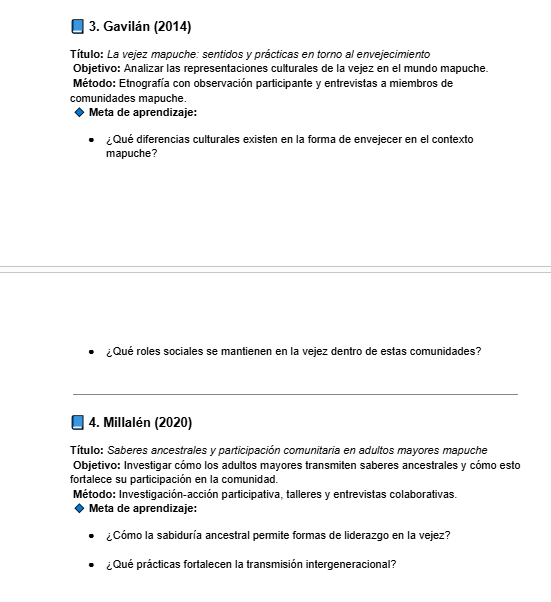 3. Gavilán (2014)
Título: La vejez mapuche: sentidos y prácticas en torno al envejecimiento
Objetivo: Analizar las representaciones culturales de la vejez en el mundo mapuche.
Método: Etnografía con observación participante y entrevistas a miembros de
comunidades mapuche.
Meta de aprendizaje:
• ¿Qué diferencias culturales existen en la forma de envejecer en el contexto
mapuche?
• ¿Qué roles sociales se mantienen en la vejez dentro de estas comunidades?
4. Millalén (2020)
Título: Saberes ancestrales y participación comunitaria en adultos mayores mapuche
Objetivo: Investigar cómo los adultos mayores transmiten saberes ancestrales y cómo esto
fortalece su participación en la comunidad.
Método: Investigación-acción participativa, talleres y entrevistas colaborativas.
Meta de aprendizaje:
• ¿Cómo la sabiduría ancestral permite formas de liderazgo en la vejez?
• ¿Qué prácticas fortalecen la transmisión intergeneracional?